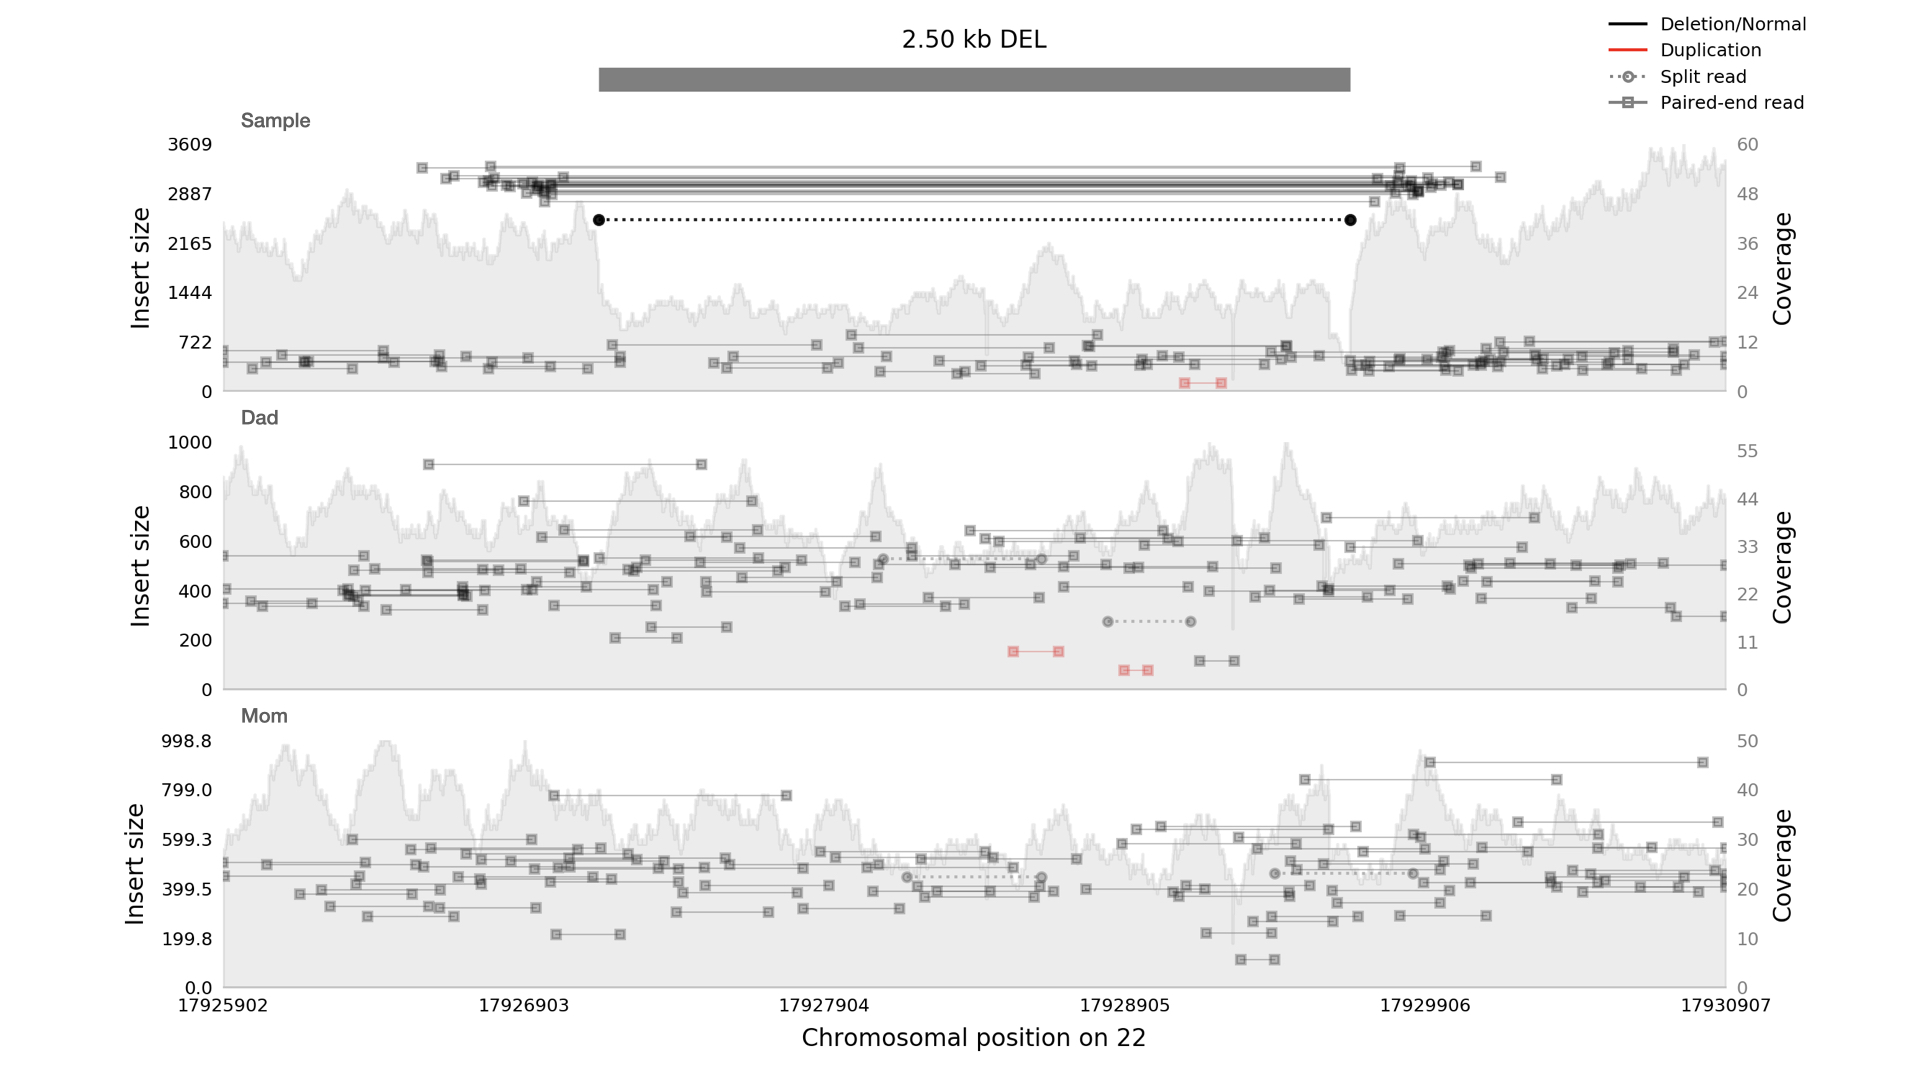 2.50 kb DEL
Deletion/Normal
Duplication
Split read
Paired-end read
Sample
3609
2887
2165
1444
722
0
Insert size
60
48
36
24
12
0
Coverage
Dad
1000
800
600
400
200
0
Insert size
55
44
33
22
11
0
Coverage
Mom
998.8
799.0
599.3
399.5
199.8
0.0
Insert size
50
40
30
20
10
0
Coverage
17925902 17926903 17927904 17928905 17929906 17930907
Chromosomal position on 22